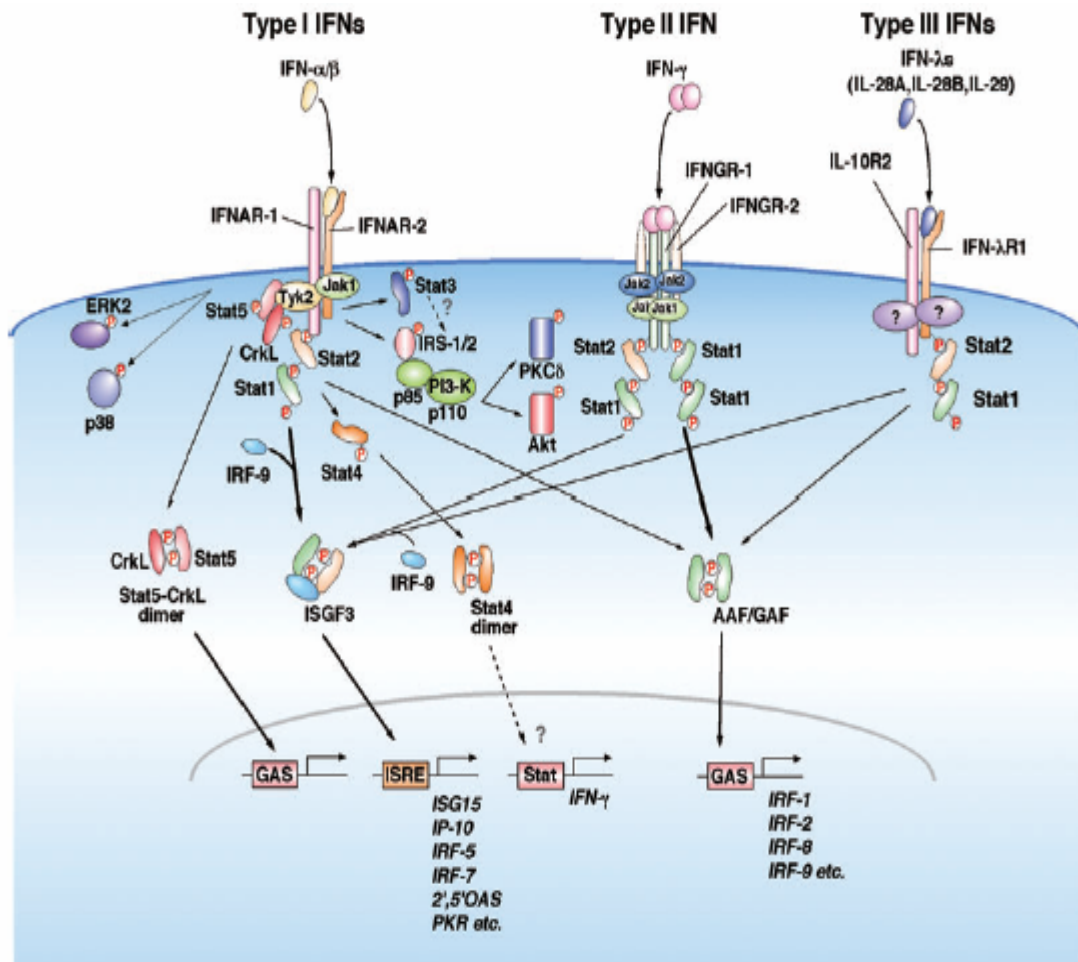 Type I IFNs
Type II IFN
Type III IFNs
IFN-α/β
IFN-γ
IFN-λs
(IL-28A,IL-28B,IL-29)
IFNAR-1
IFNAR-2
IFNGR-1
IFNGR-2
IL-10R2
IFN-λR1
ERK2
P
p38
P
Stat5
P
Tyk2
Jak1
CrkL
P
Stat3
P
?
IRS-1/2
P
p85
PI3-K
p110
PKCδ
P
Akt
P
Stat2
P
Stat1
P
P
IRF-9
Stat4
P
Jak2
Jak2
Jak1
Stat2
P
Stat1
P
P
Stat1
P
Stat1
P
P
?
?
Stat2
P
Stat1
P
P
CrkL
P
P
Stat5
Stat5-CrkL
dimer
P
P
ISGF3
IRF-9
P
P
Stat4
dimer
P
P
AAF/GAF
?
GAS
ISRE
Stat
GAS
ISG15
IP-10
IRF-5
IRF-7
2',5'OAS
PKR etc.
IFN-γ
IRF-1
IRF-2
IRF-8
IRF-9 etc.